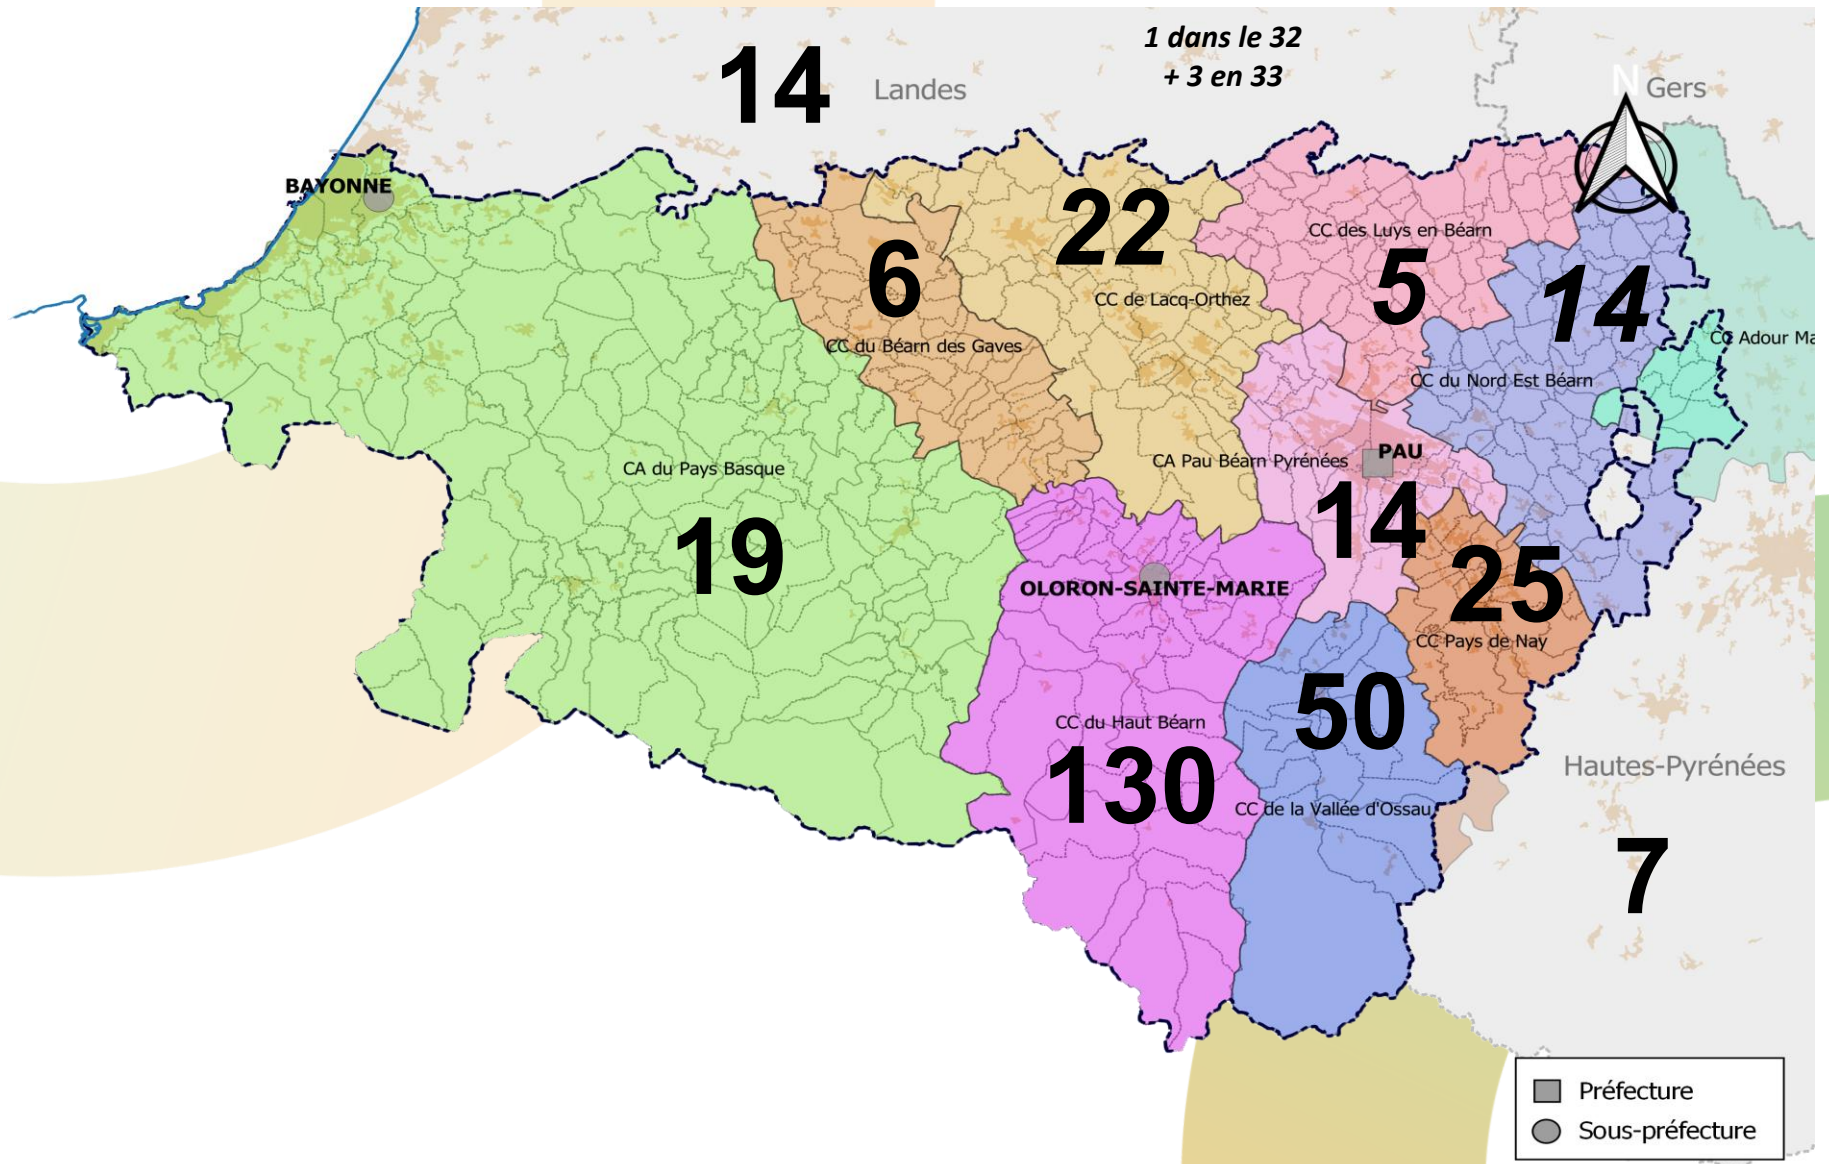 1 dans le 32
+ 3 en 33
14
Landes
N
Gers
BAYONNE
22
CC des Luys en Béarn
6
5
14
CC de Lacq-Orthez
CC du Béarn des Gaves
CC Adour Ma
CC du Nord Est Béarn
CA du Pays Basque
CA Pau Béarn Pyrénées
PAU
19
14
25
OLORON-SAINTE-MARIE
CC Pays de Nay
50
CC du Haut Béarn
130
Hautes-Pyrénées
CC de la Vallée d'Ossau
7
Préfecture
Sous-préfecture